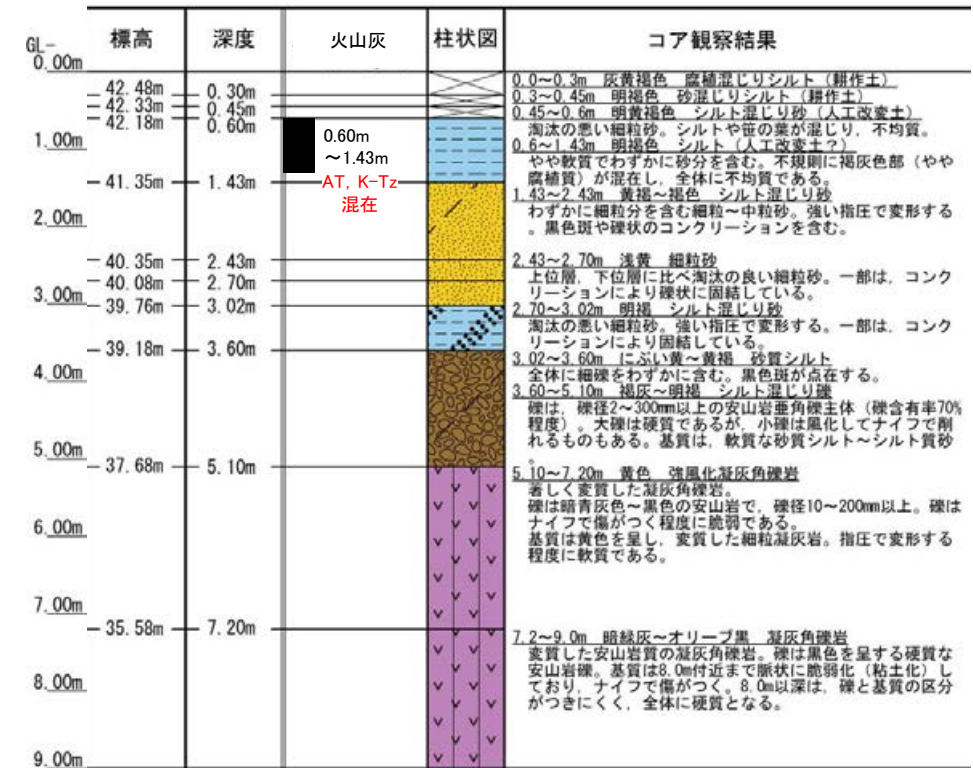 標高 深度 火山灰 柱状図 コア観察結果
GL-
0.00m
1.00m
2.00m
3.00m
4.00m
5.00m
6.00m
7.00m
8.00m
9.00m
42.48m 0.30m
42.33m 0.45m
42.18m 0.60m
41.35m 1.43m
40.35m 2.43m
40.08m 2.70m
39.76m 3.02m
39.18m 3.60m
37.68m 5.10m
35.58m 7.20m
0.60m
～1.43m
AT, K-Tz
混在
0.0～0.3m 灰黄褐色 腐植混じりシルト（耕作土）
0.3～0.45m 明褐色 砂混じりシルト（耕作土）
0.45～0.6m 明黄褐色 シルト混じり砂（人工改変土）
淘汰の悪い細粒砂。シルトや笹の葉が混じり，不均質。
0.6～1.43m 明褐色 シルト（人工改変土？）
やや軟質でわずかに砂分を含む。不規則に褐灰色部（やや
腐植質）が混在し，全体に不均質である。
1.43～2.43m 黄褐～褐色 シルト混じり砂
わずかに細粒分を含む細粒～中粒砂。強い指圧で変形する
。黒色斑や礫状のコンクリーションを含む。
2.43～2.70m 浅黄 細粒砂
上位層，下位層に比べ淘汰の良い細粒砂。一部は，コンク
リーションにより礫状に固結している。
2.70～3.02m 明褐 シルト混じり砂
淘汰の悪い細粒砂。強い指圧で変形する。一部は，コンク
リーションにより固結している。
3.02～3.60m にぶい黄～黄褐 砂質シルト
全体に細礫をわずかに含む。黒色斑が点在する。
3.60～5.10m 褐灰～明褐 シルト混じり礫
礫は，礫径2～300mm以上の安山岩亜角礫主体（礫含有率70%
程度）。大礫は硬質であるが，小礫は風化してナイフで削
れるものもある。基質は，軟質な砂質シルト～シルト質砂
。
5.10～7.20m 黄色 強風化凝灰角礫岩
著しく変質した凝灰角礫岩。
礫は暗青灰色～黒色の安山岩で，礫径10～200mm以上。礫は
ナイフで傷がつく程度に脆弱である。
基質は黄色を呈し，変質した細粒凝灰岩。指圧で変形する
程度に軟質である。
7.2～9.0m 暗緑灰～オリーブ黒 凝灰角礫岩
変質した安山岩質の凝灰角礫岩。礫は黒色を呈する硬質な
安山岩礫。基質は8.0m付近まで脈状に脆弱化（粘土化）し
ており，ナイフで傷がつく。8.0m以深は，礫と基質の区分
がつきにくく，全体に硬質となる。